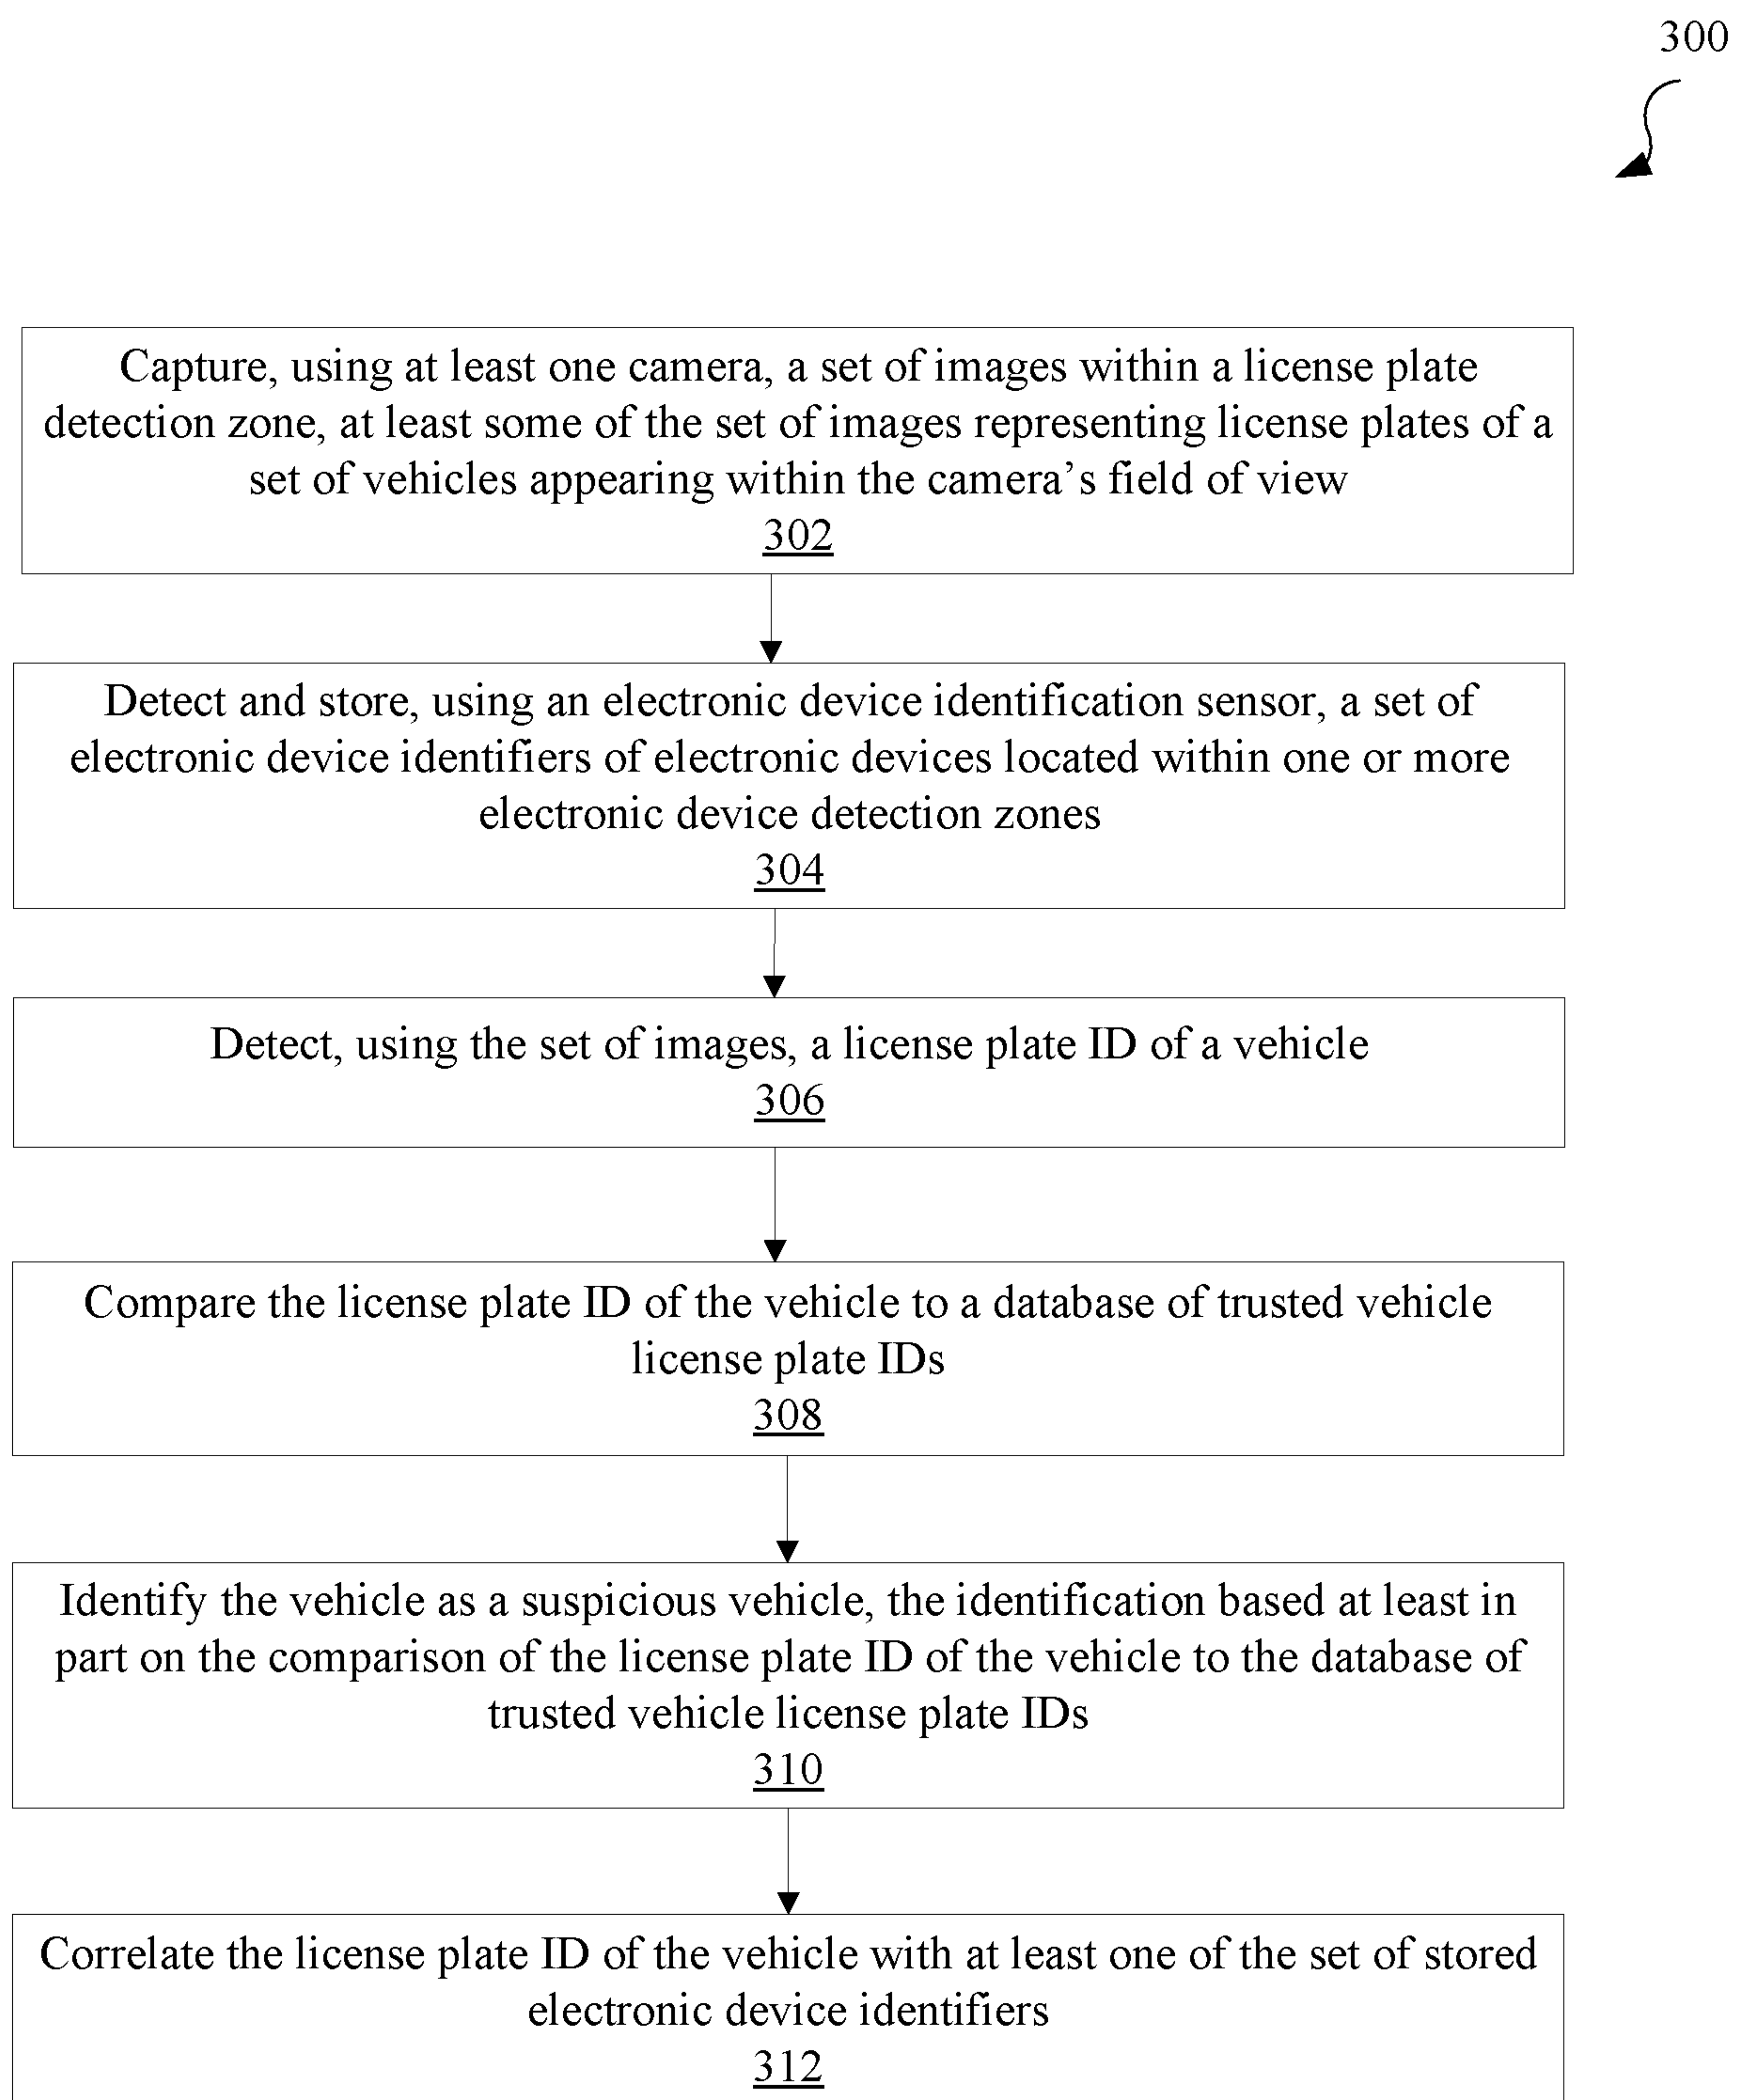 300
Capture, using at least one camera, a set of images within a license plate
detection zone, at least some of the set of images representing license plates of a
set of vehicles appearing within the camera’s field of view
302
Detect and store, using an electronic device identification sensor, a set of
electronic device identifiers of electronic devices located within one or more
electronic device detection zones
304
Detect, using the set of images, a license plate ID of a vehicle
306
Compare the license plate ID of the vehicle to a database of trusted vehicle
license plate IDs
308
Identify the vehicle as a suspicious vehicle, the identification based at least in
part on the comparison of the license plate ID of the vehicle to the database of
trusted vehicle license plate IDs
310
Correlate the license plate ID of the vehicle with at least one of the set of stored
electronic device identifiers
312